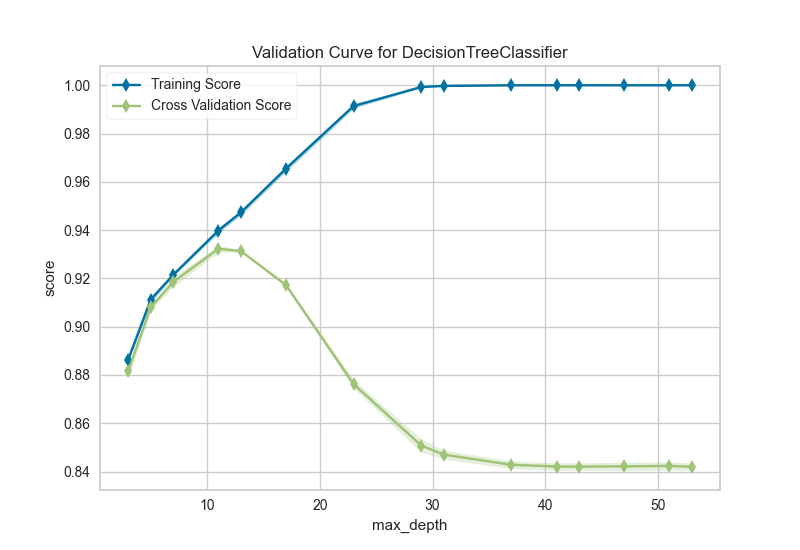 Validation Curve for DecisionTreeClassifier
Training Score
Cross Validation Score
1.00
0.98
0.96
0.94
0.92
0.90
0.88
0.86
0.84
score
10 20 30 40 50
max_depth